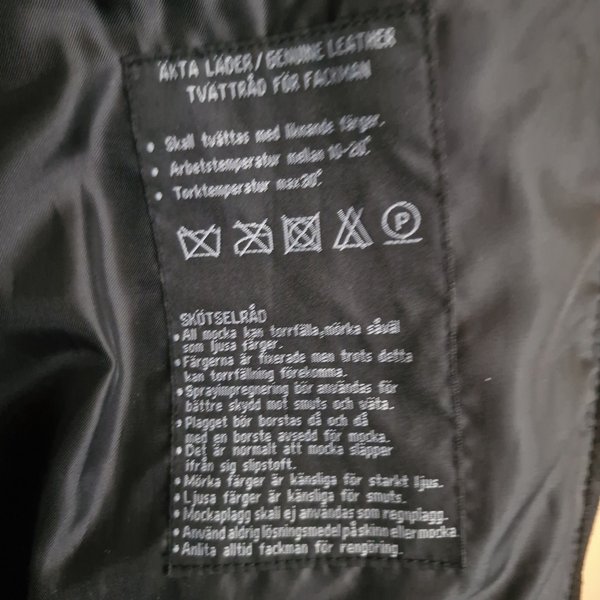 ÄKTA LÄDER / GENUINE LEATHER
TVÄTTRÅD FÖR FACKMAN
• Skall tvättas med liknande färger.
• Arbetstemperatur mellan 10-20°C
• Torktemperatur max30°C
P
SKÖTSELRÅD
• All mocka kan torrfälla, mörka såväl
som ljusa färger.
• Färgerna är fixerade men trots detta
kan torrfällning förekomma.
• Sprayimpregnering bör användas för
bättre skydd mot smuts och väta.
• Plagget bör borstas då och då
med en borste avsedd för mocka.
• Det är normalt att mocka släpper
ifrån sig slipstoft.
• Mörka färger är känsliga för starkt ljus.
• Ljusa färger är känsliga för smuts.
• Mockaplagg skall ej användas som regnplagg.
• Använd aldrig lösningsmedel på skinn eller mocka.
• Anlita alltid fackman för rengöring.